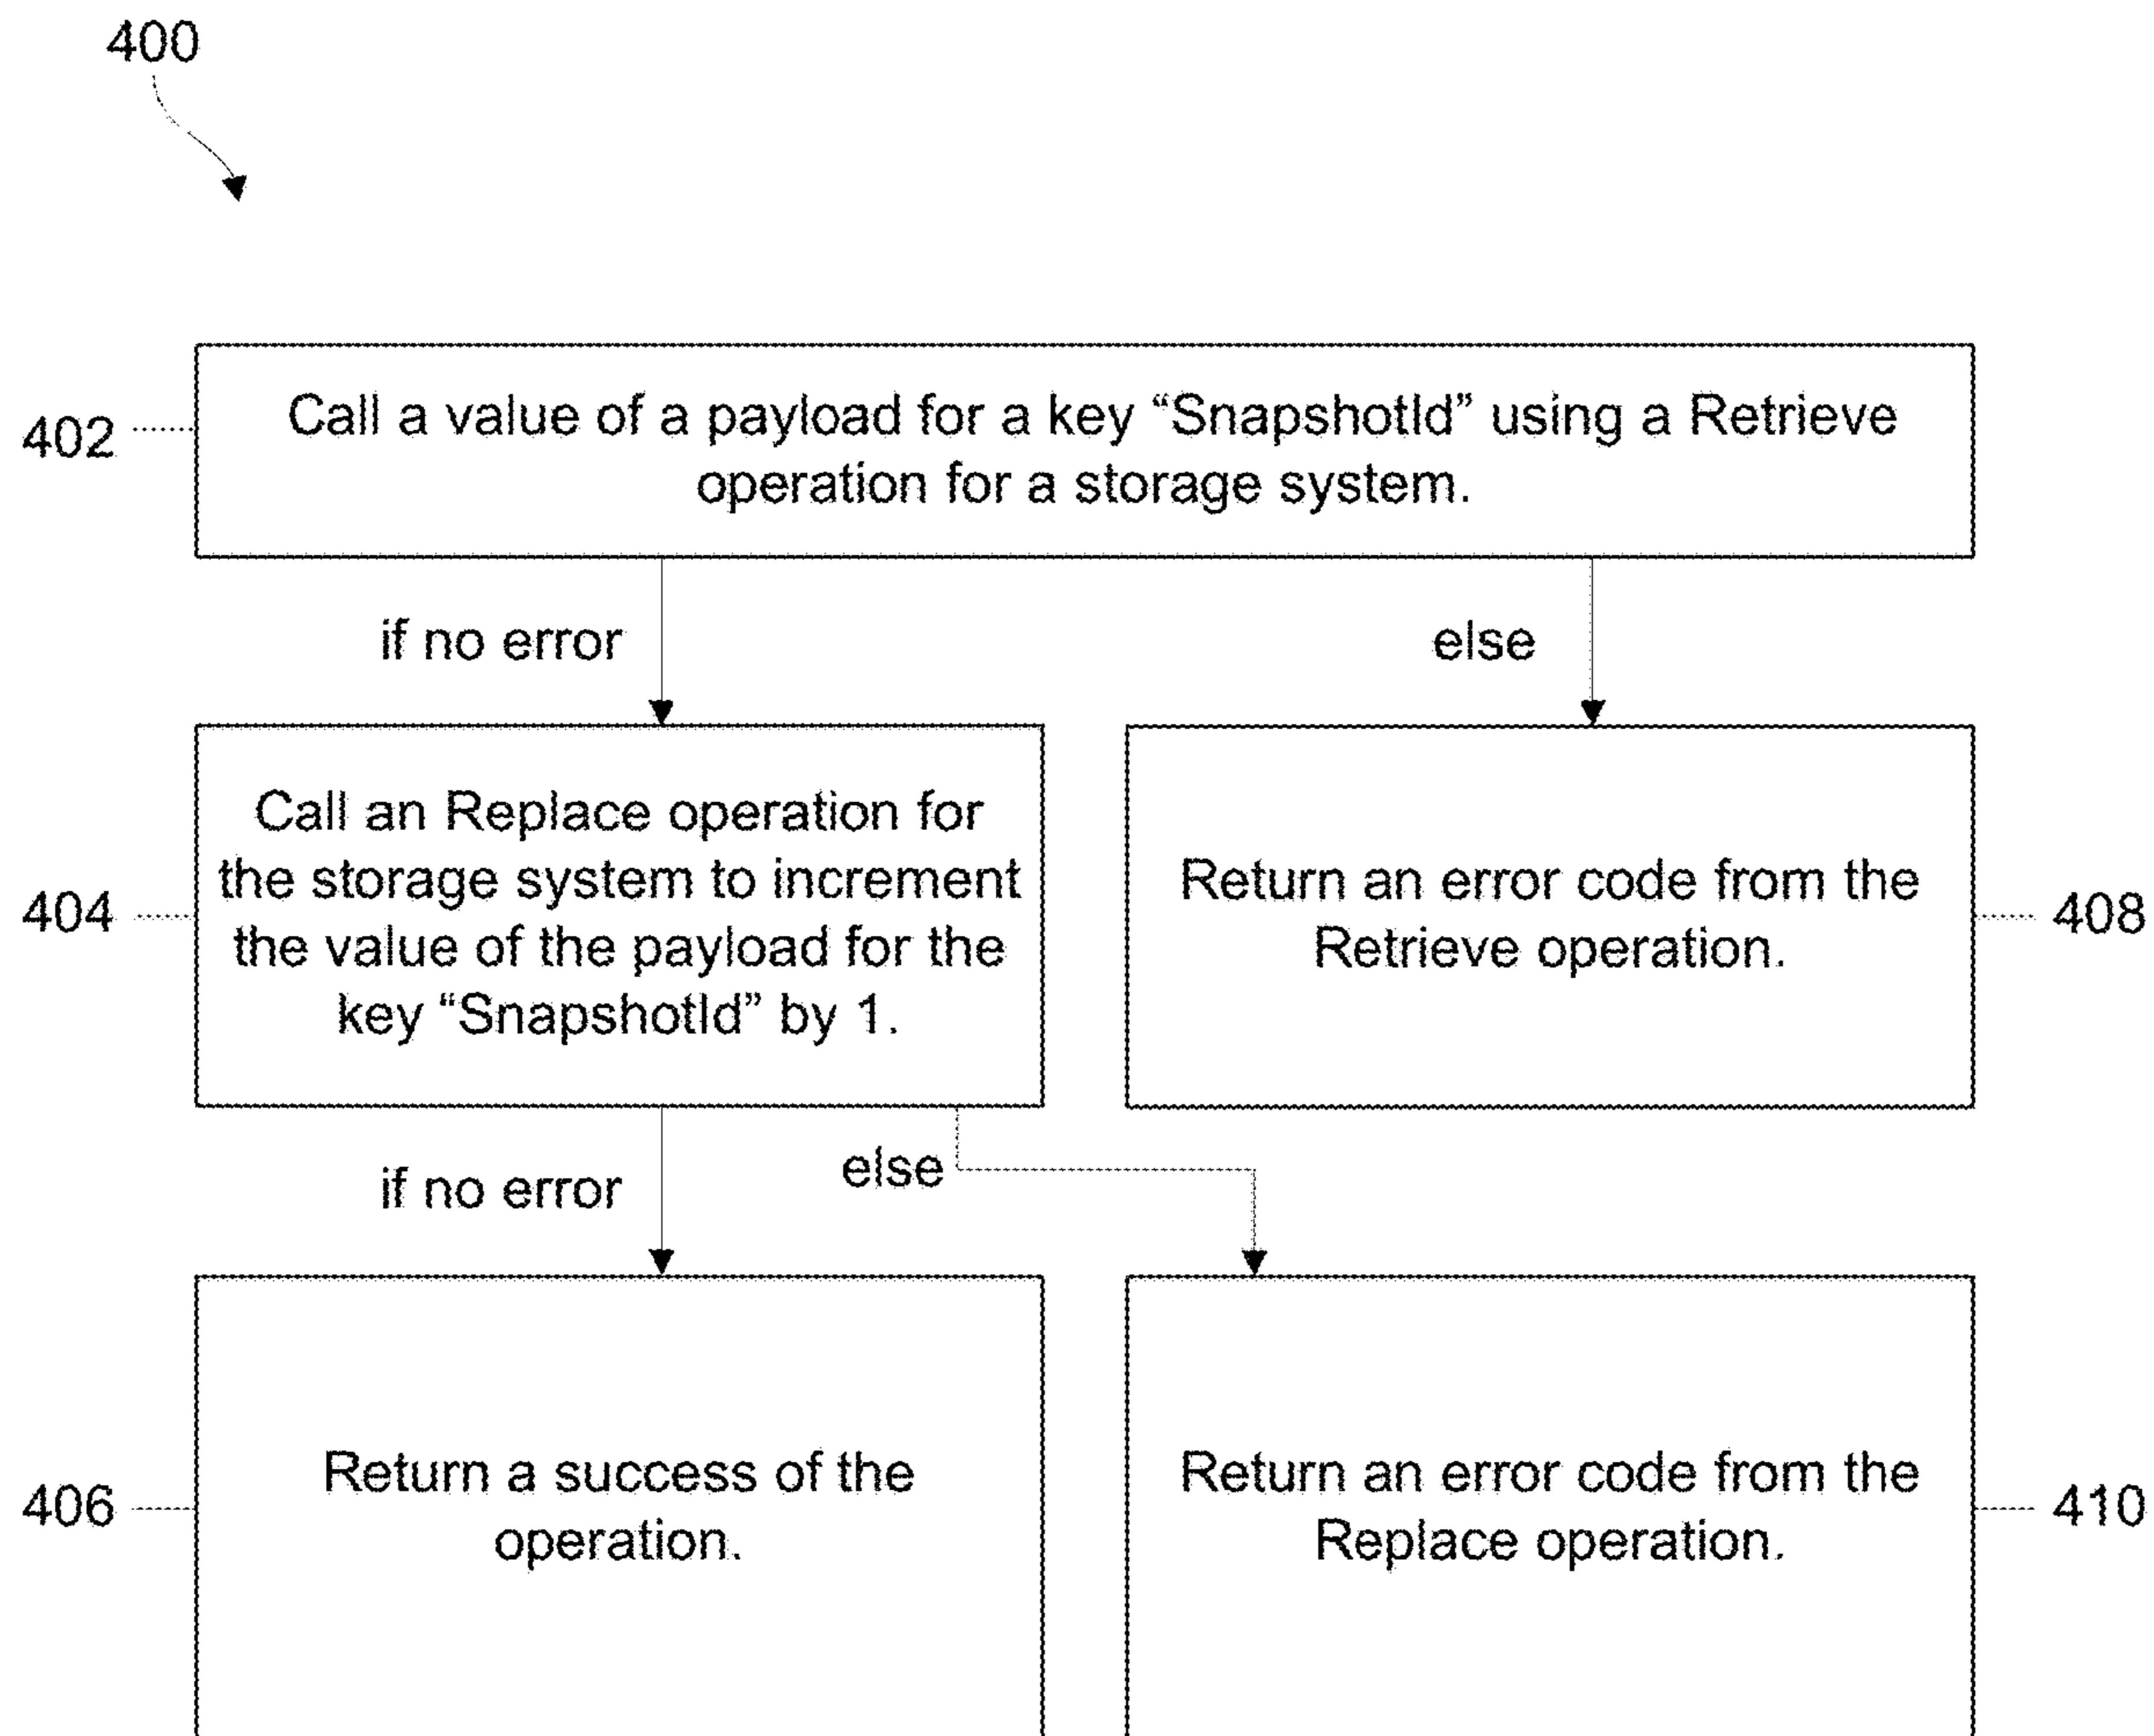 400
402
Call a value of a payload for a key “SnapshotId” using a Retrieve
operation for a storage system.
if no error
else
404
Call an Replace operation for
the storage system to increment
the value of the payload for the
key “SnapshotId” by 1.
Return an error code from the
Retrieve operation.
408
if no error
else
406
Return a success of the
operation.
Return an error code from the
Replace operation.
410